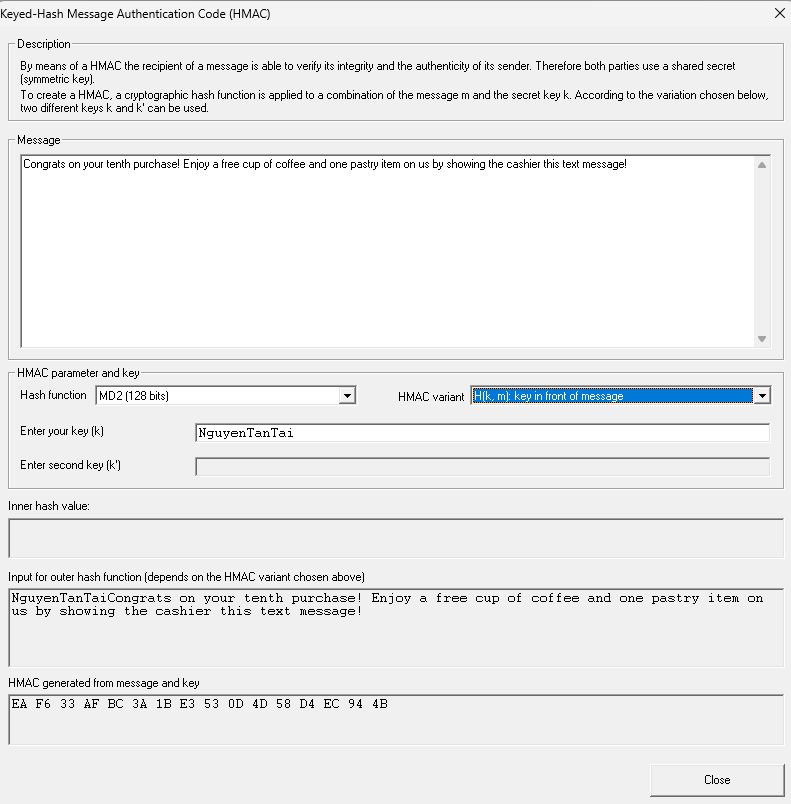 Keyed-Hash Message Authentication Code (HMAC)
Description
By means of a HMAC the recipient of a message is able to verify its integrity and the authenticity of its sender. Therefore both parties use a shared secret
(symmetric key).
To create a HMAC, a cryptographic hash function is applied to a combination of the message m and the secret key k. According to the variation chosen below,
two different keys k and k' can be used.
Message
Congrats on your tenth purchase! Enjoy a free cup of coffee and one pastry item on us by showing the cashier this text message!
HMAC parameter and key
Hash function MD2 (128 bits) HMAC variant H(k, m): key in front of message
Enter your key (k) NguyenTanTai
Enter second key (k')
Inner hash value:
Input for outer hash function (depends on the HMAC variant chosen above)
NguyenTanTaiCongrats on your tenth purchase! Enjoy a free cup of coffee and one pastry item on
us by showing the cashier this text message!
HMAC generated from message and key
EA F6 33 AF BC 3A 1B E3 53 0D 4D 58 D4 EC 94 4B
Close